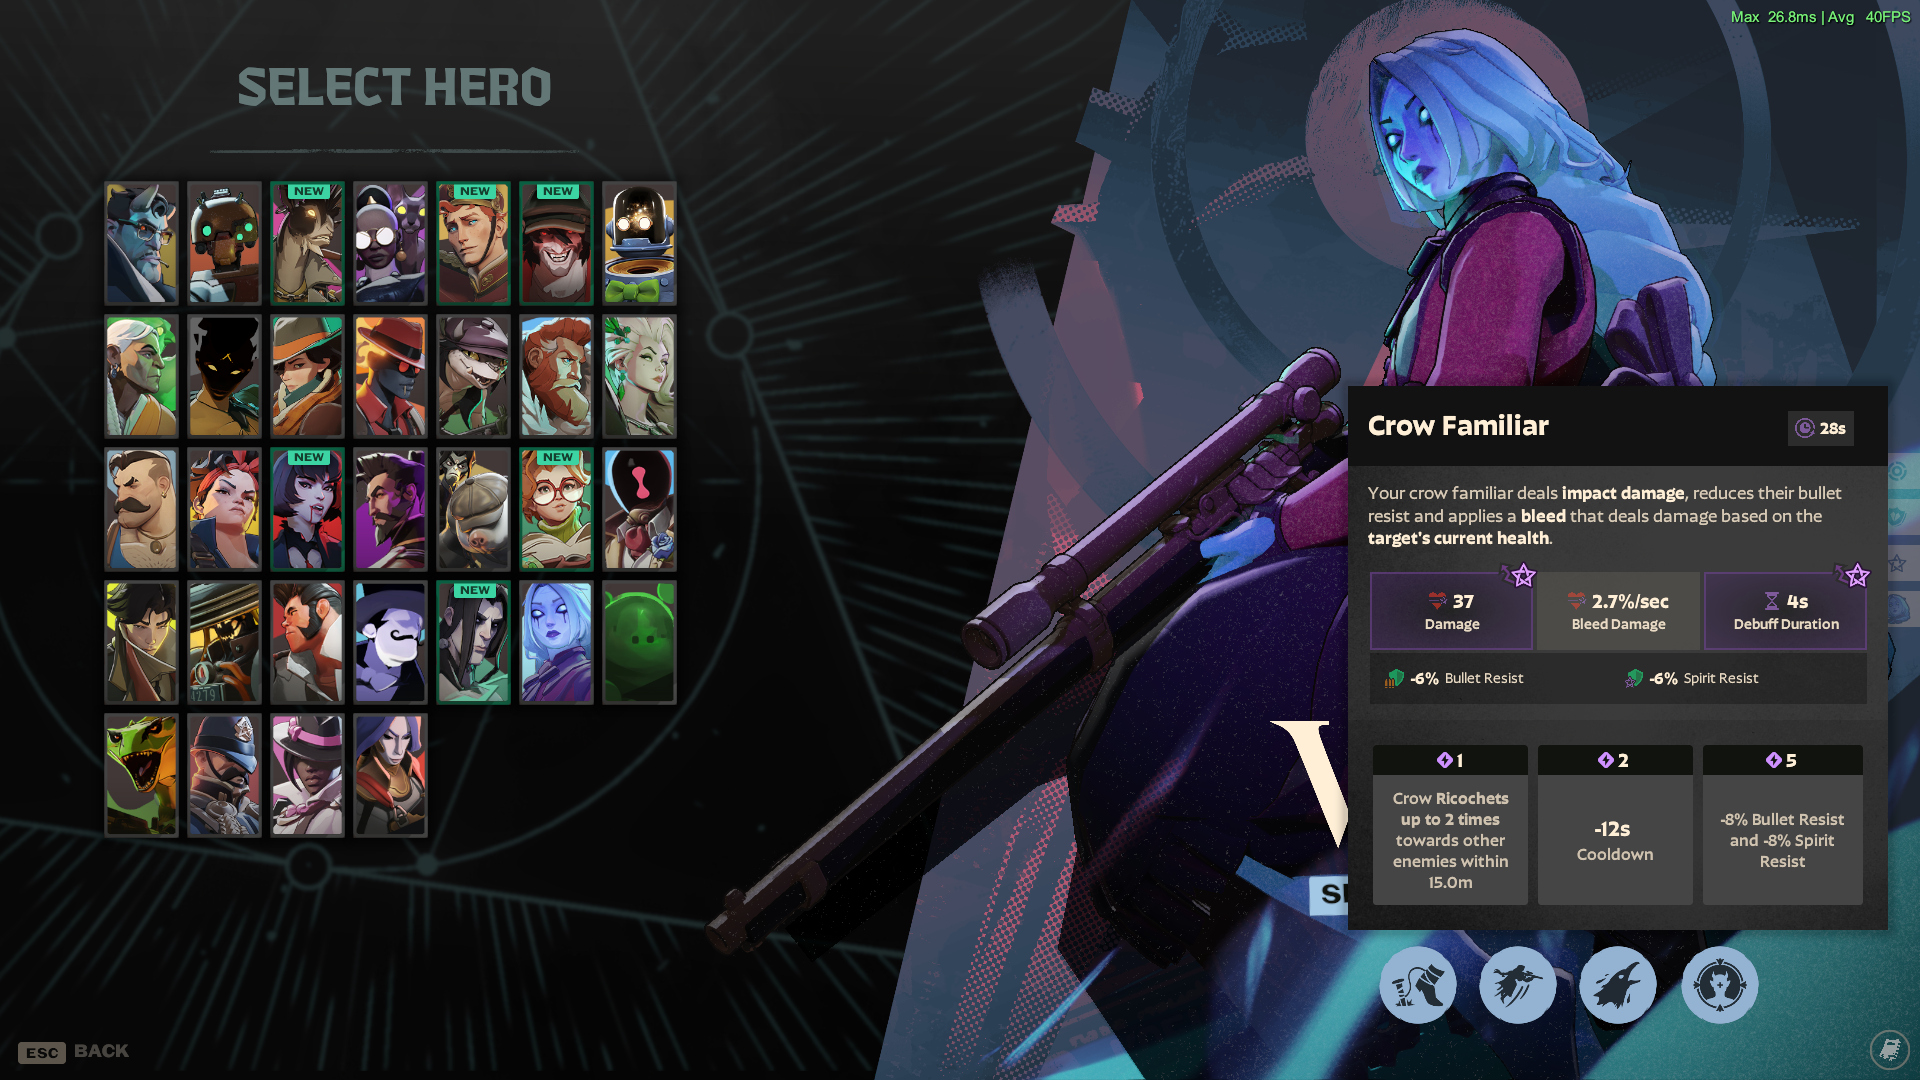 Max 26.8ms | Avg 40FPS
SELECT HERO
NEW
NEW
NEW
NEW
NEW
NEW
4279
V
Crow Familiar
28s
Your crow familiar deals impact damage, reduces their bullet
resist and applies a bleed that deals damage based on the
target's current health.
37
Damage
2.7%/sec
Bleed Damage
4s
Debuff Duration
-6% Bullet Resist
-6% Spirit Resist
1
Crow Ricochets
up to 2 times
towards other
enemies within
15.0m
2
-12s
Cooldown
5
-8% Bullet Resist
and -8% Spirit
Resist
ESC BACK